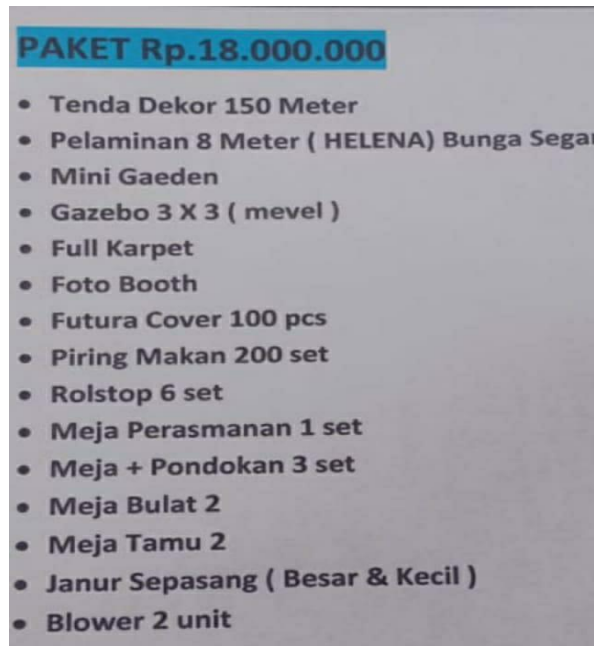 PAKET Rp.18.000.000
• Tenda Dekor 150 Meter
• Pelaminan 8 Meter ( HELENA) Bunga Segar
• Mini Gaeden
• Gazebo 3 X 3 ( mevel )
• Full Karpet
• Foto Booth
• Futura Cover 100 pcs
• Piring Makan 200 set
• Rolstop 6 set
• Meja Perasmanan 1 set
• Meja + Pondokan 3 set
• Meja Bulat 2
• Meja Tamu 2
• Janur Sepasang ( Besar & Kecil )
• Blower 2 unit